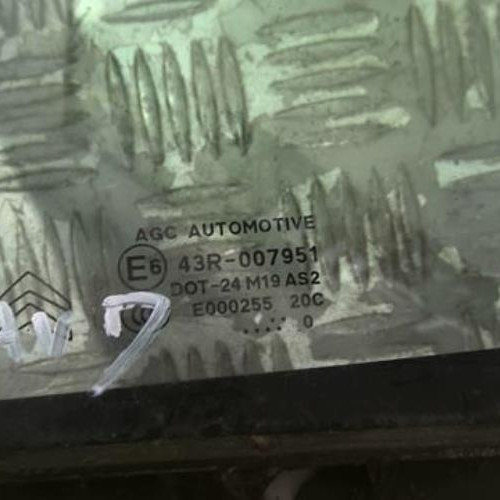 AGC AUTOMOTIVE
E6 43R-007951
DOT-24 M19 AS2
E000255 20C
0